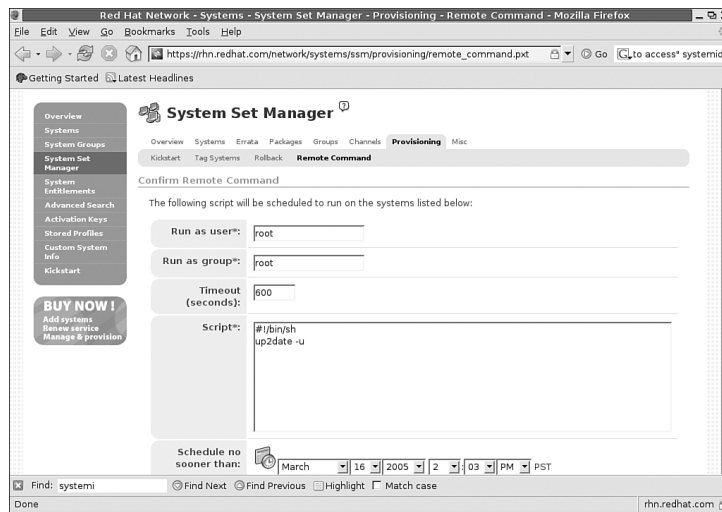 Red Hat Network - Systems - System Set Manager - Provisioning - Remote Command - Mozilla Firefox
File Edit View Go Bookmarks Tools Help
https://rhn.redhat.com/network/systems/ssm/provisioning/remote_command.pxt Go to access" systemid
Getting Started Latest Headlines
Overview
Systems
System Groups
System Set
Manager
System
Entitlements
Advanced Search
Activation Keys
Stored Profiles
Custom System
Info
Kickstart
BUY NOW !
Add systems
Renew service
Manage & provision
System Set Manager ?
Overview Systems Errata Packages Groups Channels Provisioning Misc
Kickstart Tag Systems Rollback Remote Command
Confirm Remote Command
The following script will be scheduled to run on the systems listed below:
Run as user*: root
Run as group*: root
Timeout
(seconds): 600
Script*: #!/bin/sh
up2date -u
Schedule no
sooner than: March 16 2005 2 : 03 PM PST
Find: systemi Find Next Find Previous Highlight Match case
Done rhn.redhat.com